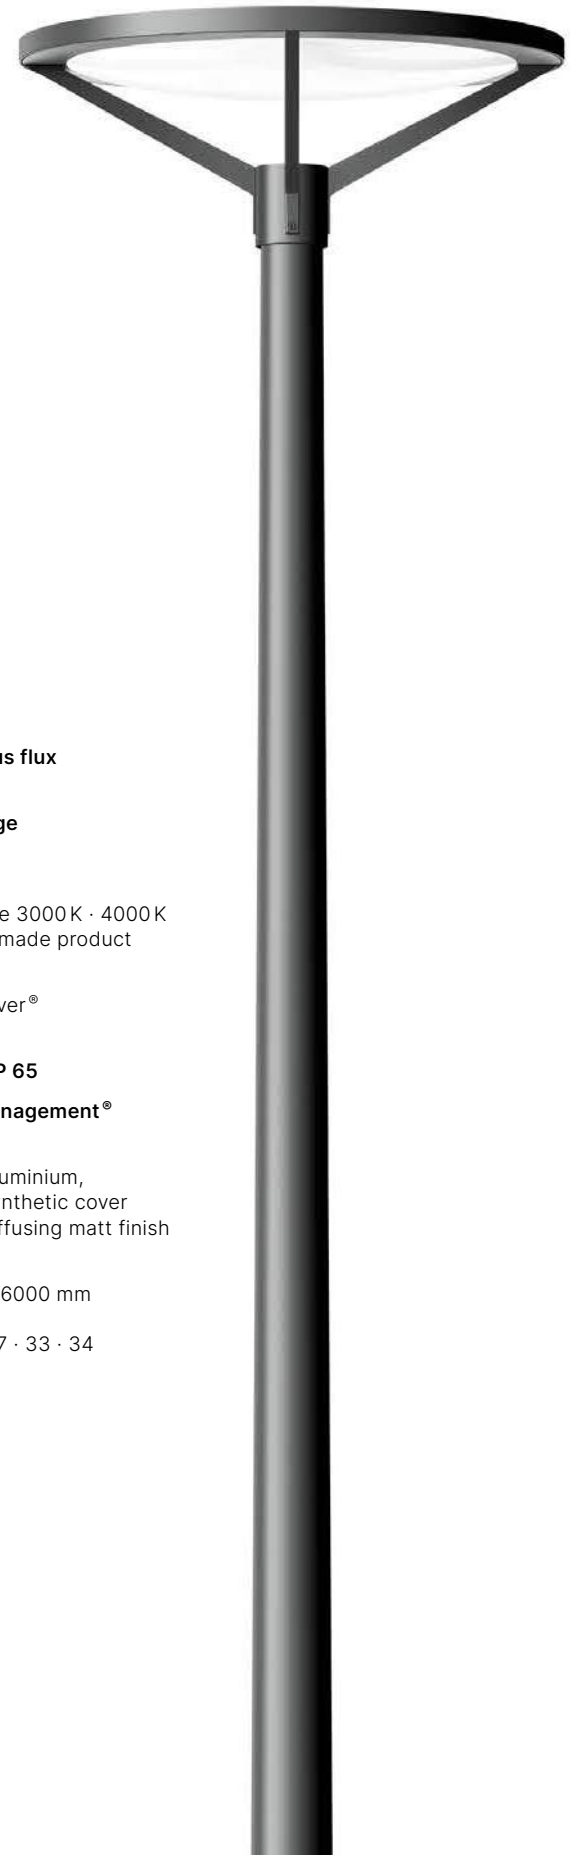 us flux
ge
e 3000 K · 4000 K
made product
ver®
P 65
nagement®
uminium,
nthetic cover
ffusing matt finish
6000 mm
7 · 33 · 34